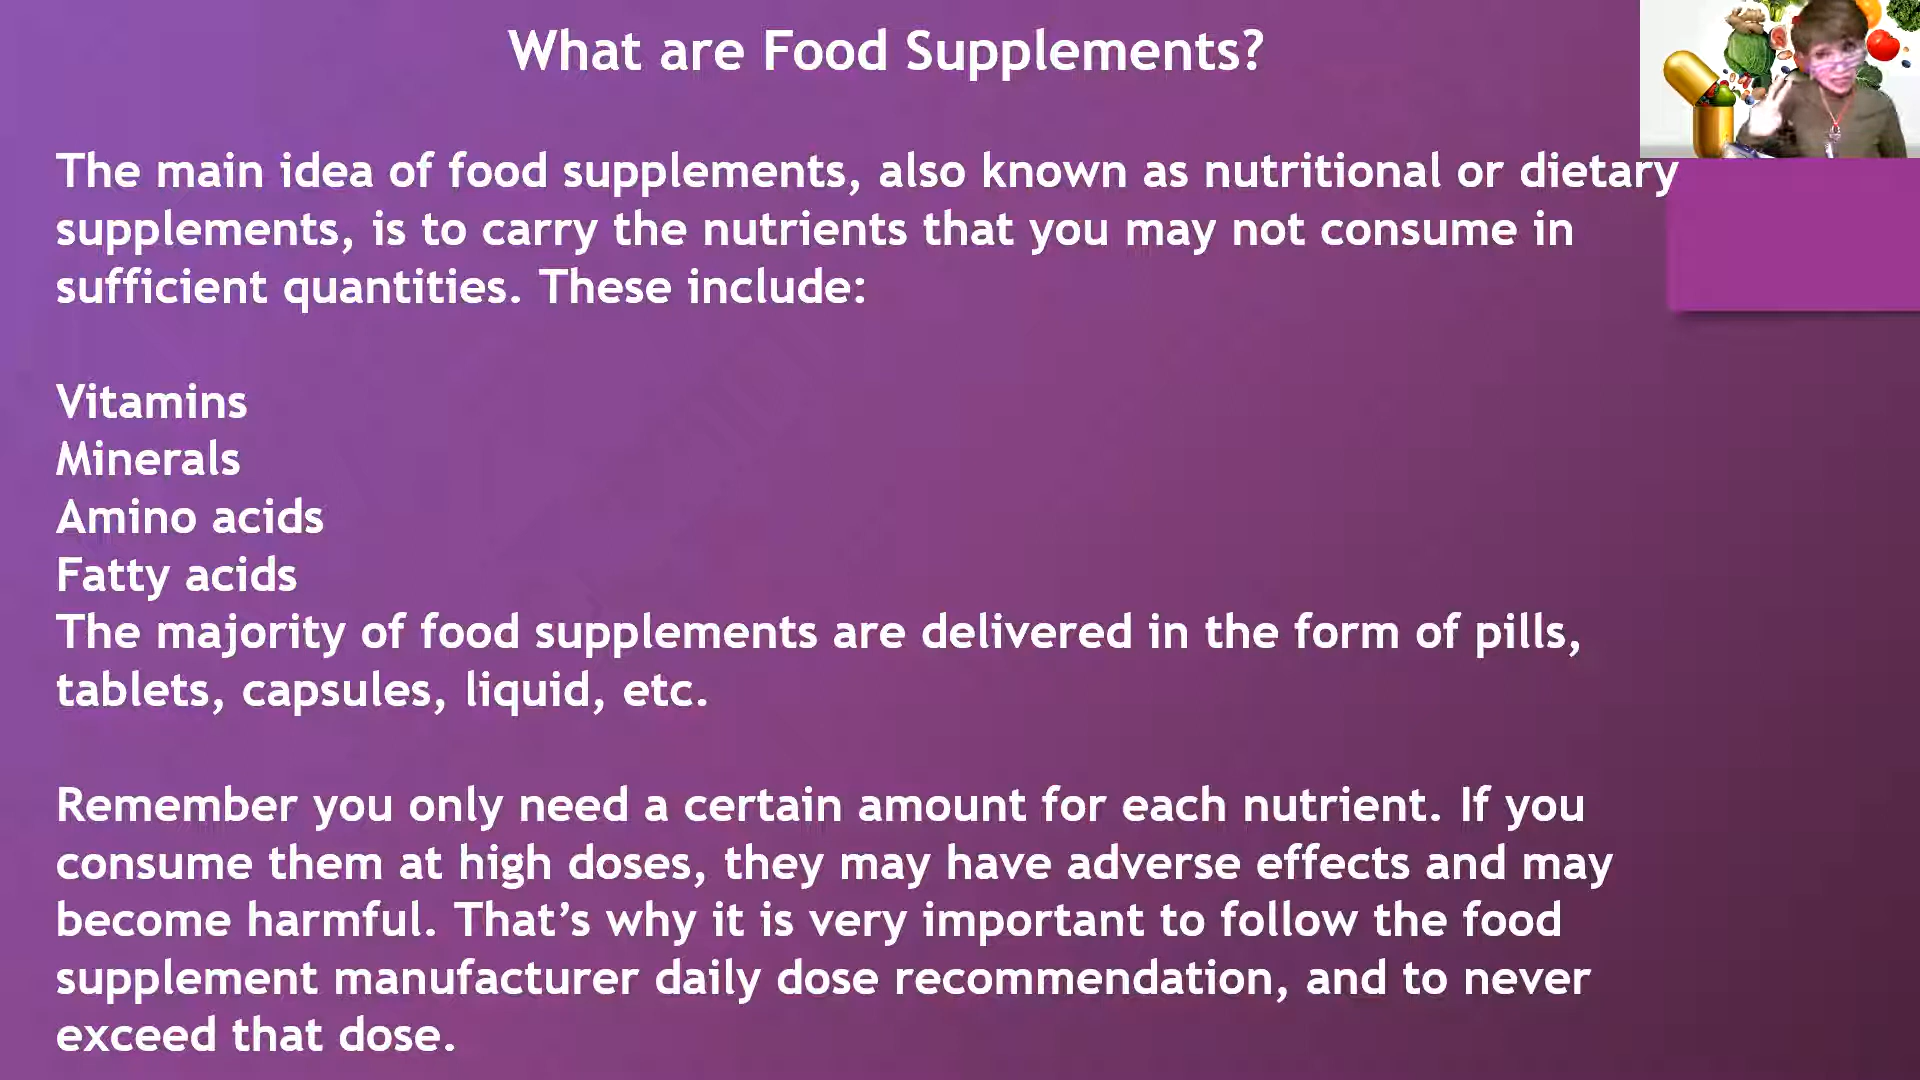 What are Food Supplements?
The main idea of food supplements, also known as nutritional or dietary
supplements, is to carry the nutrients that you may not consume in
sufficient quantities. These include:
Vitamins
Minerals
Amino acids
Fatty acids
The majority of food supplements are delivered in the form of pills,
tablets, capsules, liquid, etc.
Remember you only need a certain amount for each nutrient. If you
consume them at high doses, they may have adverse effects and may
become harmful. That’s why it is very important to follow the food
supplement manufacturer daily dose recommendation, and to never
exceed that dose.